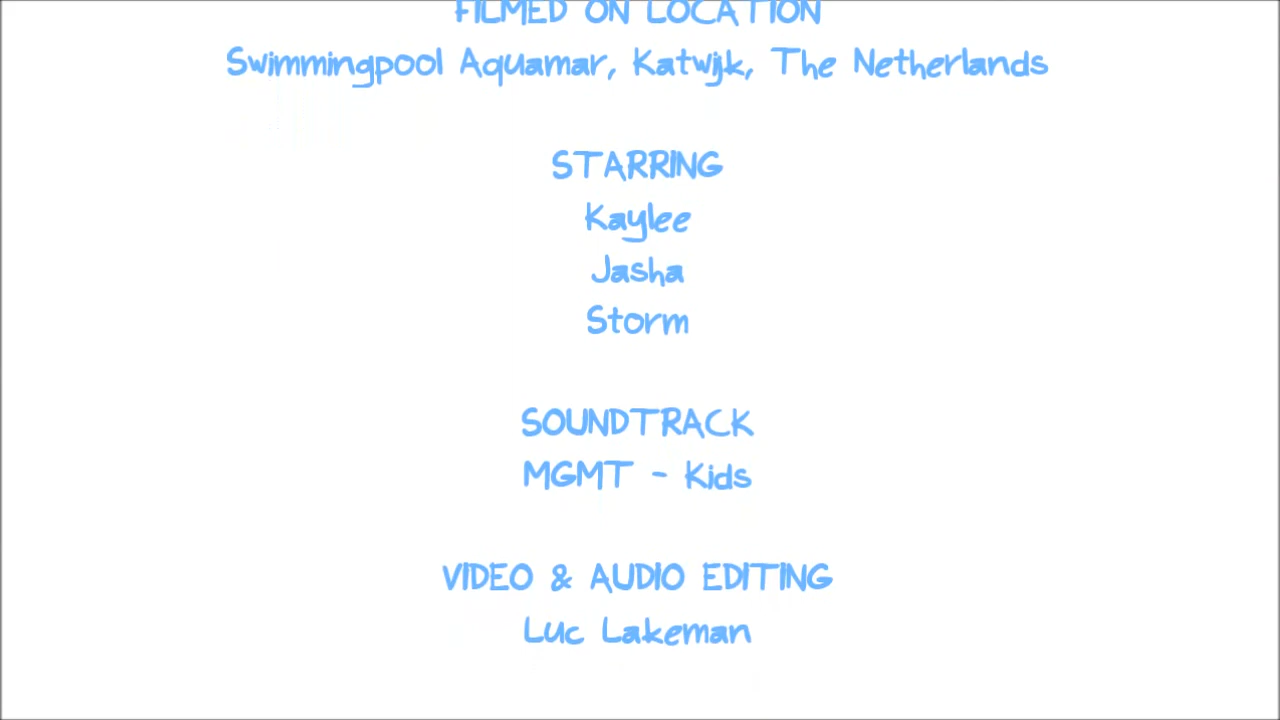 FILMED ON LOCATION
Swimmingpool Aquamar, Katwijk, The Netherlands
STARRING
Kaylee
Jasha
Storm
SOUNDTRACK
MGMT - Kids
VIDEO & AUDIO EDITING
Luc Lakeman